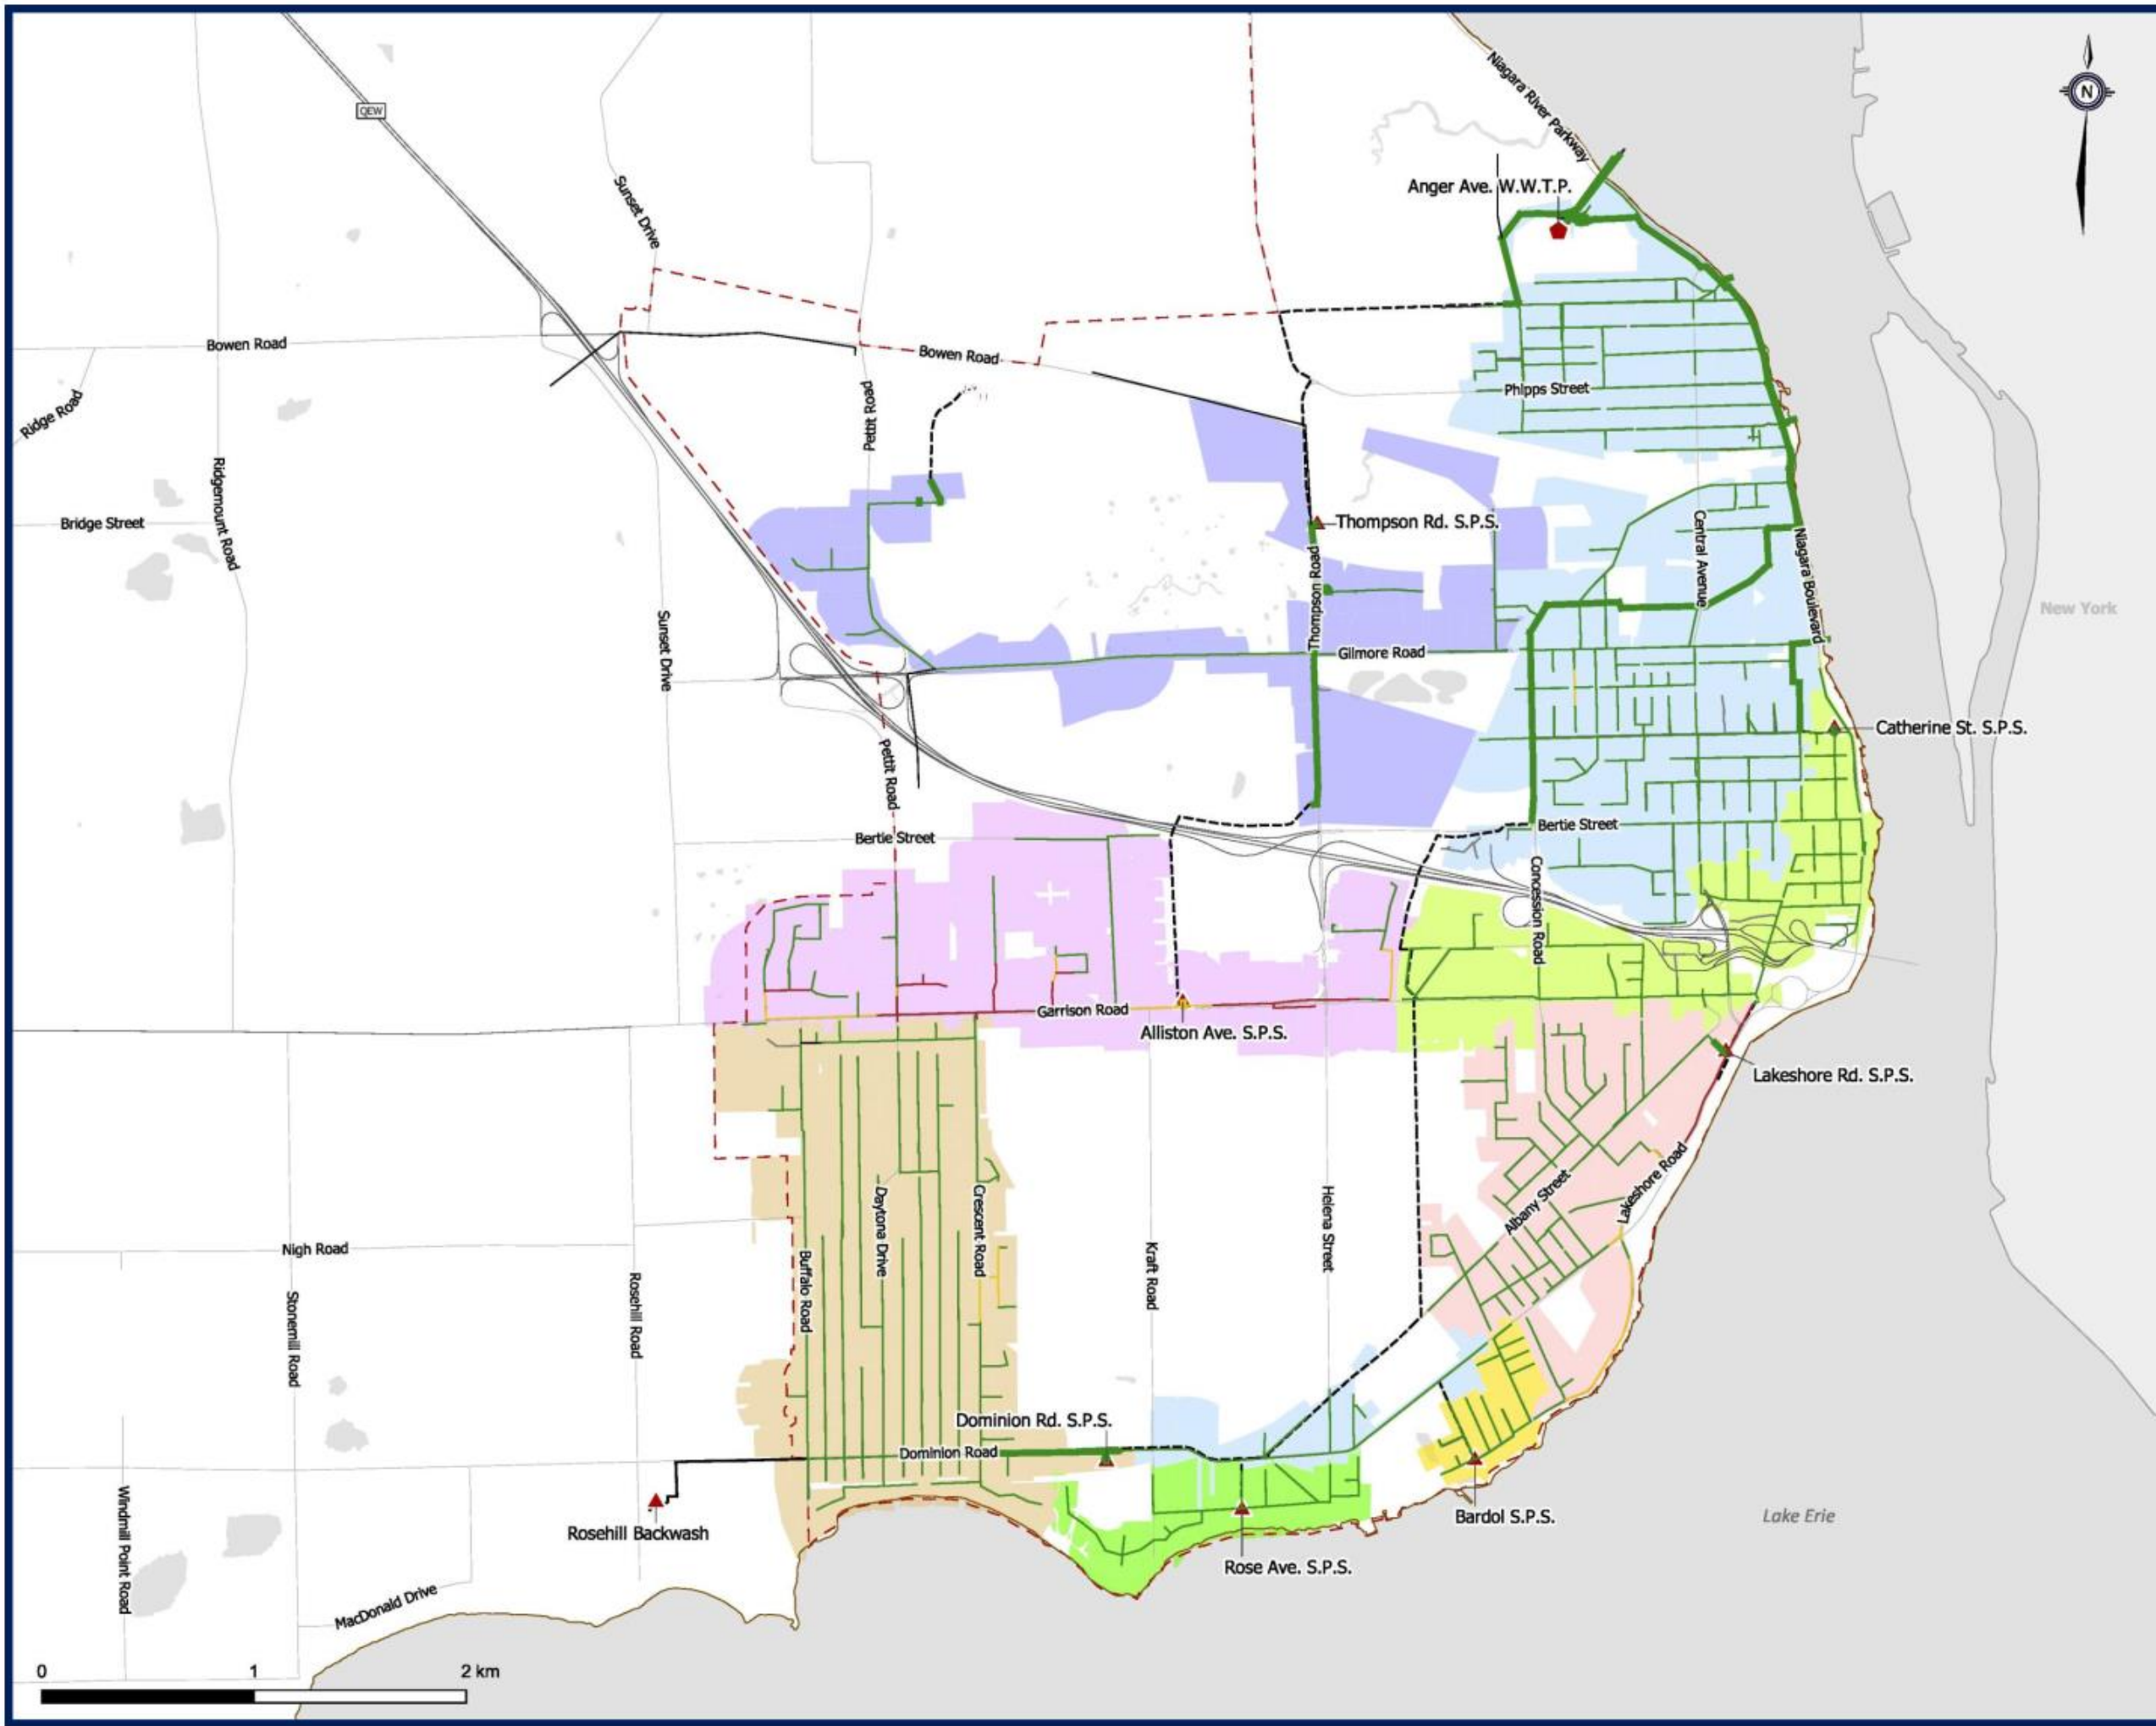 Niagara River Parkway
N
QEW
Anger Ave. W.W.T.P.
Sunset Drive
Bowen Road
Bowen Road
Pettit Road
Phipps Street
Ridge Road
Ridgemount Road
Bridge Street
Thompson Rd. S.P.S.
Central Avenue
Niagara Boulevard
Thompson Road
New York
Sunset Drive
Gilmore Road
Catherine St. S.P.S.
Pettit Road
Bertie Street
Bertie Street
Concession Road
Garrison Road
Alliston Ave. S.P.S.
Lakeshore Rd. S.P.S.
Albany Street
Lakeshore Road
Nigh Road
Stonemill Road
Rosehill Road
Buffalo Road
Daytona Drive
Crescent Road
Kraft Road
Helena Street
Dominion Rd. S.P.S.
Dominion Road
Windmill Point Road
Rosehill Backwash
Bardol S.P.S.
Lake Erie
Rose Ave. S.P.S.
MacDonald Drive
0 1 2 km